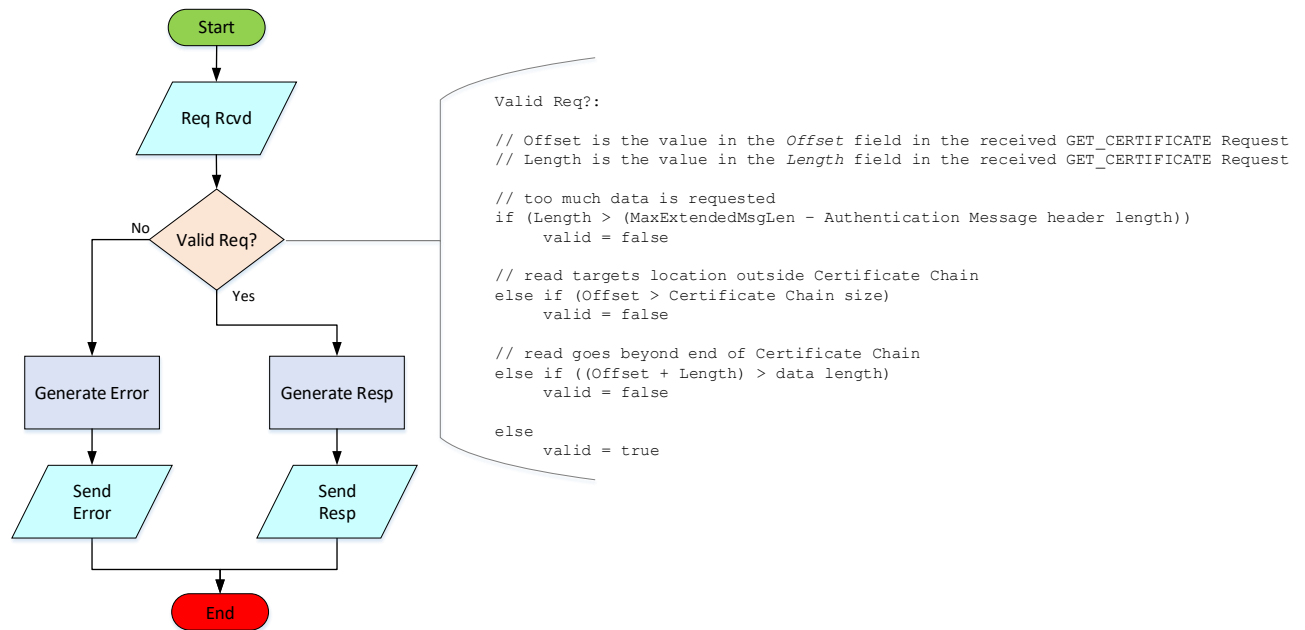 Start
Req Rcvd
Valid Req?
No
Yes
Generate Error
Generate Resp
Send
Error
Send
Resp
End
Valid Req?:
// Offset is the value in the Offset field in the received GET_CERTIFICATE Request
// Length is the value in the Length field in the received GET_CERTIFICATE Request
// too much data is requested
if (Length > (MaxExtendedMsgLen – Authentication Message header length))
valid = false
// read targets location outside Certificate Chain
else if (Offset > Certificate Chain size)
valid = false
// read goes beyond end of Certificate Chain
else if ((Offset + Length) > data length)
valid = false
else
valid = true